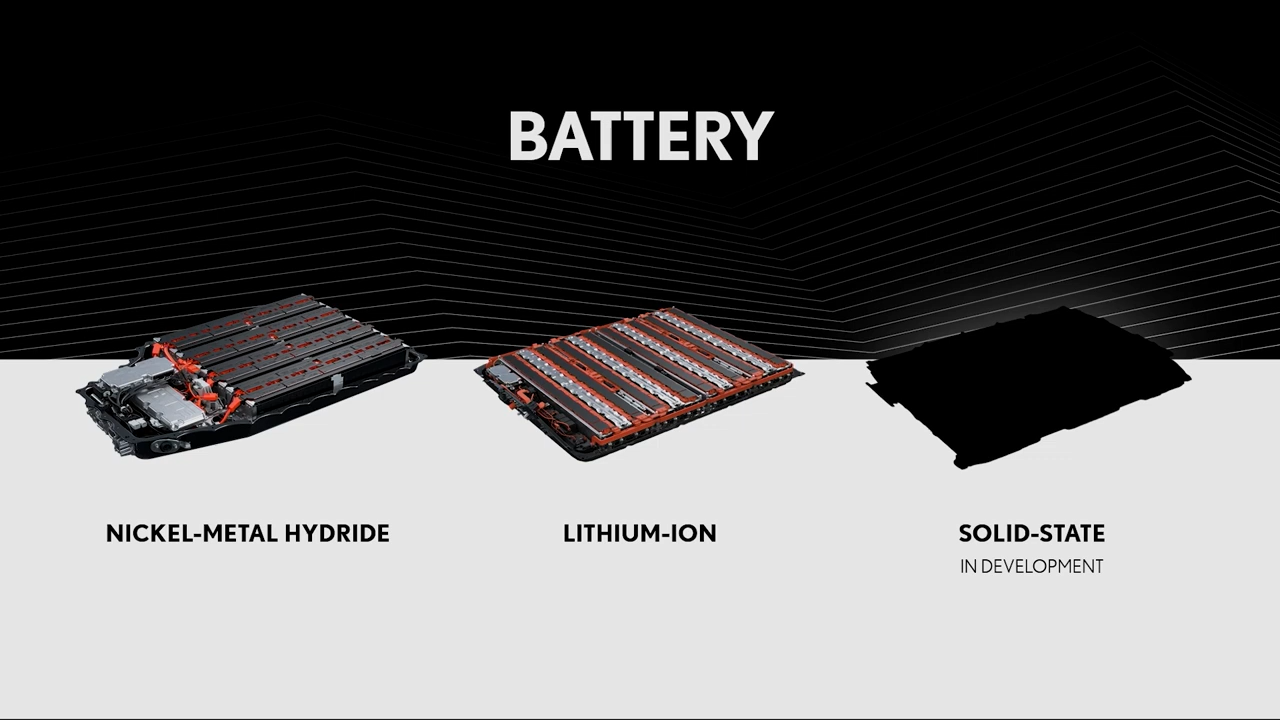 BATTERY
NICKEL-METAL HYDRIDE
LITHIUM-ION
SOLID-STATE
IN DEVELOPMENT